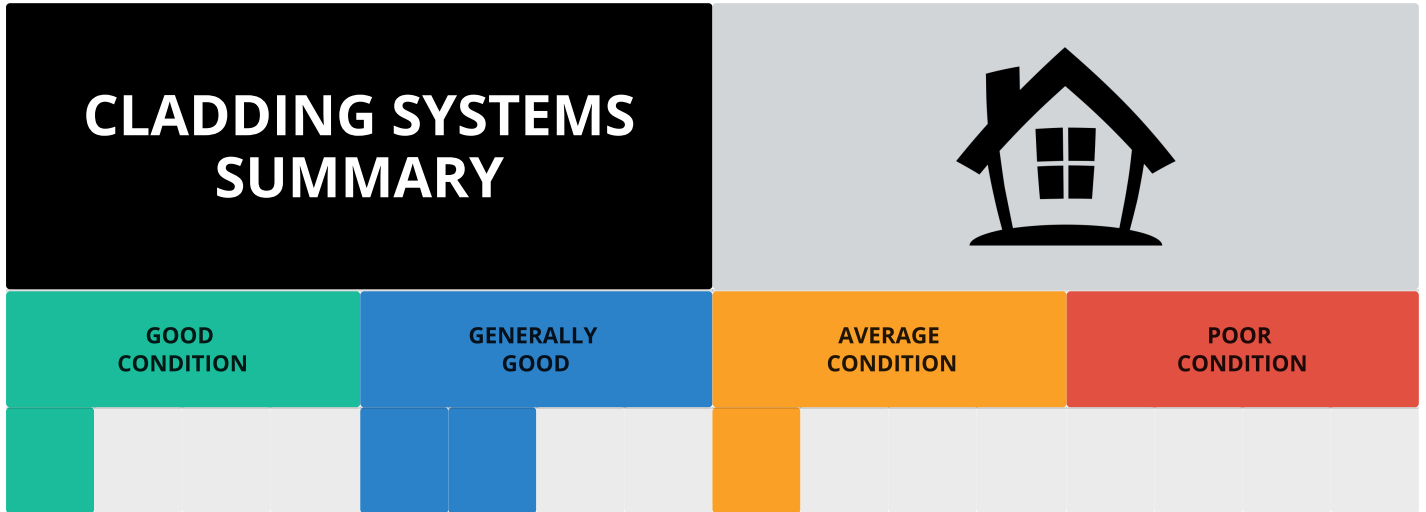 CLADDING SYSTEMS
SUMMARY
GOOD
CONDITION
GENERALLY
GOOD
AVERAGE
CONDITION
POOR
CONDITION